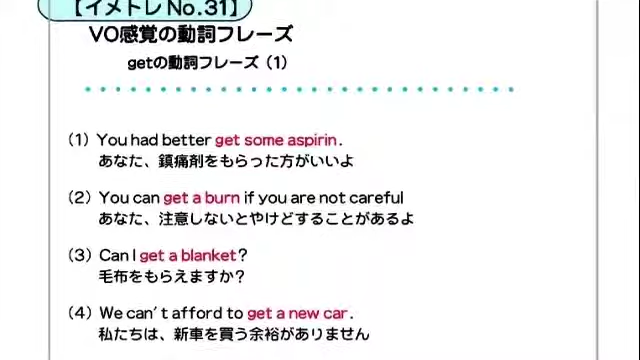 【イメトレ No.31】
VO感覚の動詞フレーズ
getの動詞フレーズ（1）
（1）You had better get some aspirin.
あなた、鎮痛剤をもらった方がいいよ
（2）You can get a burn if you are not careful
あなた、注意しないとやけどすることがあるよ
（3）Can I get a blanket?
毛布をもらえますか?
（4）We can't afford to get a new car.
私たちは、新車を買う余裕がありません